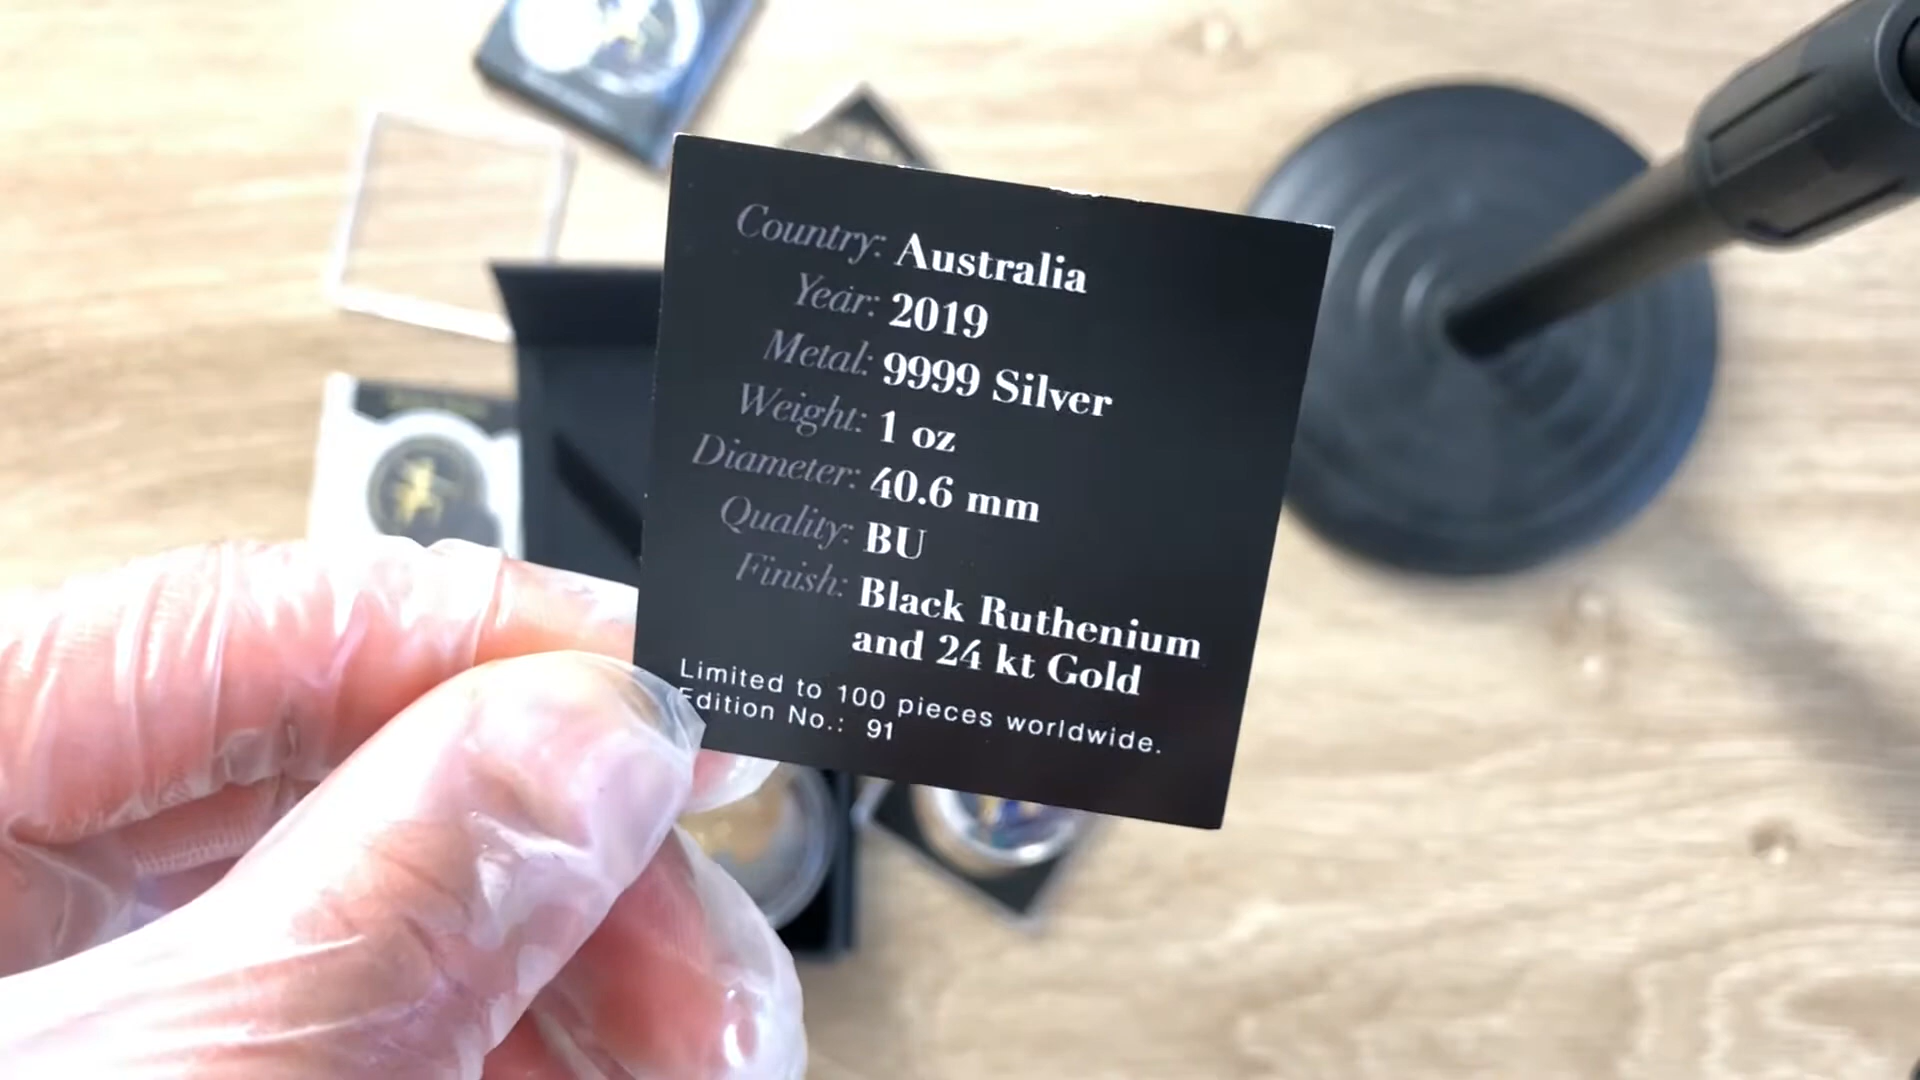 Country: Australia
Year: 2019
Metal: 9999 Silver
Weight: 1 oz
Diameter: 40.6 mm
Quality: BU
Finish: Black Ruthenium
and 24 kt Gold
Limited to 100 pieces worldwide.
Edition No.: 91